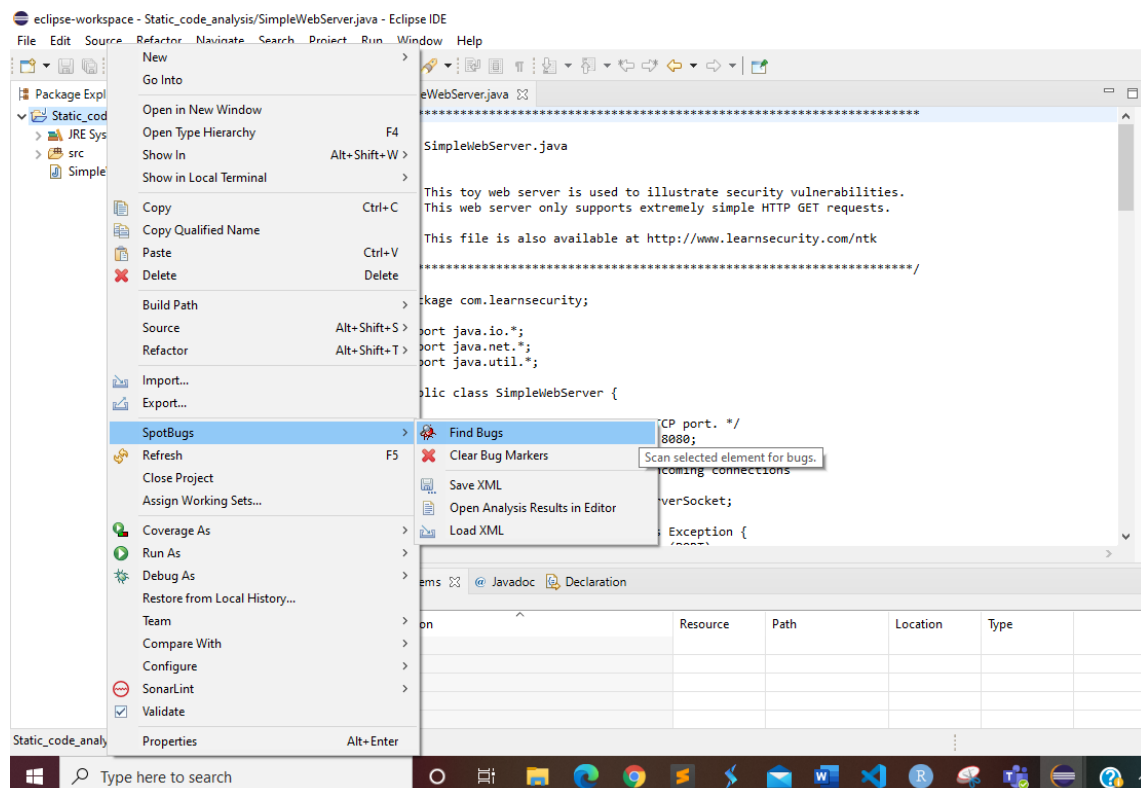 eclipse-workspace - Static_code_analysis/SimpleWebServer.java - Eclipse IDE
File Edit Source Refactor Navigate Search Project Run Window Help
Package Expl
Static_cod
JRE Sys
src
Simple
New
Go Into
Open in New Window
Open Type Hierarchy F4
Show In Alt+Shift+W >
Show in Local Terminal
Copy Ctrl+C
Copy Qualified Name
Paste Ctrl+V
Delete Delete
Build Path
Source Alt+Shift+S >
Refactor Alt+Shift+T >
Import...
Export...
SpotBugs
Refresh F5
Close Project
Assign Working Sets...
Coverage As
Run As
Debug As
Restore from Local History...
Team
Compare With
Configure
SonarLint
Validate
Properties Alt+Enter
Find Bugs
Clear Bug Markers
Save XML
Open Analysis Results in Editor
Load XML
Scan selected element for bugs.
eWebServer.java
SimpleWebServer.java
This toy web server is used to illustrate security vulnerabilities.
This web server only supports extremely simple HTTP GET requests.
This file is also available at http://www.learnsecurity.com/ntk
**********************************************************************/
kage com.learnsecurity;
ort java.io.*;
ort java.net.*;
ort java.util.*;
lic class SimpleWebServer {
CP port. */
8080;
coming connections
verSocket;
s Exception {
(PORT)
ems @ Javadoc Declaration
on Resource Path Location Type
Static_code_analy
Type here to search